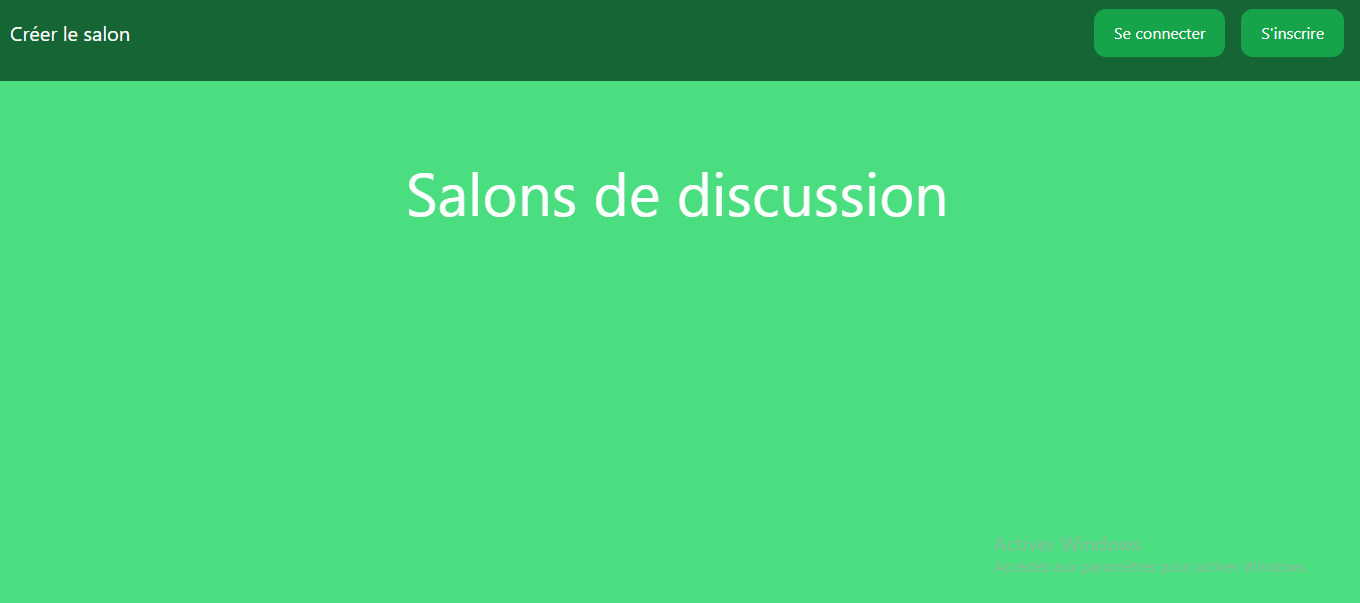 Créer le salon
Se connecter
S'inscrire
Salons de discussion
Activer Windows
Accédez aux paramètres pour activer Windows.